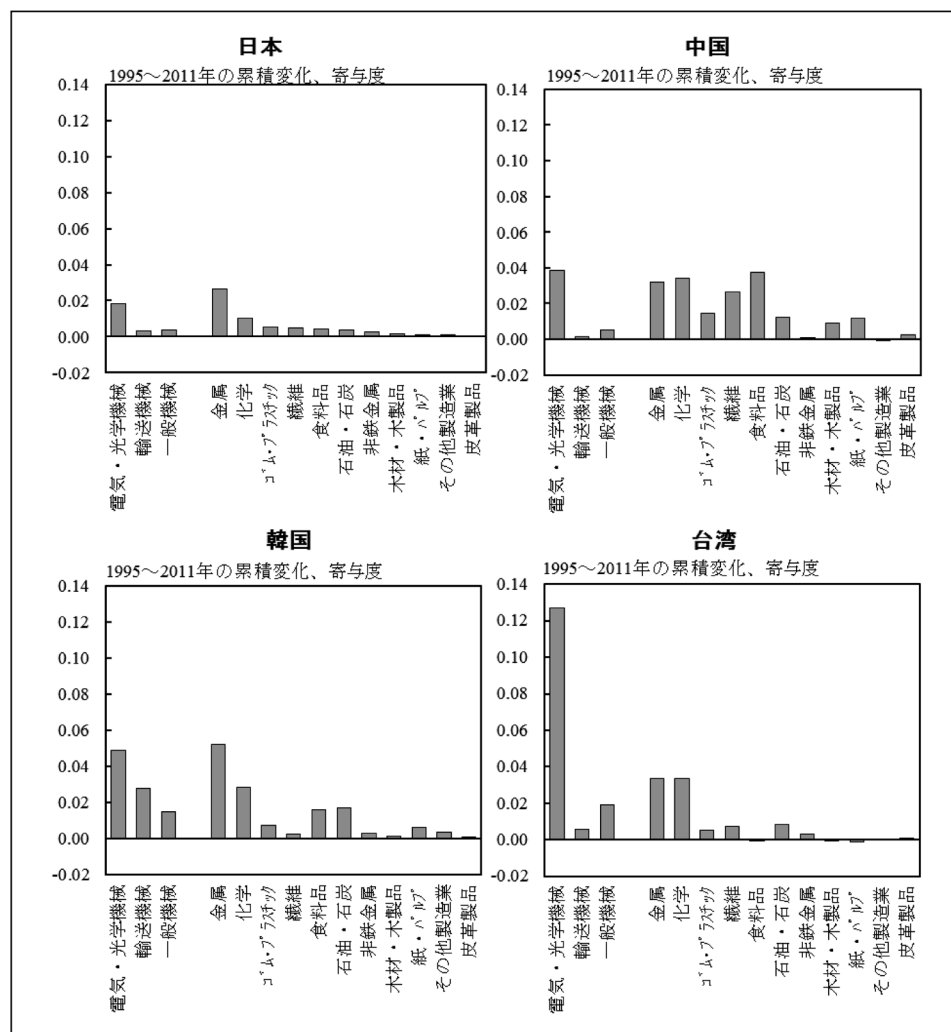 日本
1995～2011年の累積変化、寄与度
0.14
0.12
0.10
0.08
0.06
0.04
0.02
0.00
-0.02
電気・光学機械
輸送機械
一般機械
金属
化学
ｺﾞﾑ・ﾌﾟﾗｽﾁｯｸ
繊維
食料品
石油・石炭
非鉄金属
木材・木製品
紙・ﾊﾟﾙﾌﾟ
その他製造業
皮革製品
中国
1995～2011年の累積変化、寄与度
0.14
0.12
0.10
0.08
0.06
0.04
0.02
0.00
-0.02
電気・光学機械
輸送機械
一般機械
金属
化学
ｺﾞﾑ・ﾌﾟﾗｽﾁｯｸ
繊維
食料品
石油・石炭
非鉄金属
木材・木製品
紙・ﾊﾟﾙﾌﾟ
その他製造業
皮革製品
韓国
1995～2011年の累積変化、寄与度
0.14
0.12
0.10
0.08
0.06
0.04
0.02
0.00
-0.02
電気・光学機械
輸送機械
一般機械
金属
化学
ｺﾞﾑ・ﾌﾟﾗｽﾁｯｸ
繊維
食料品
石油・石炭
非鉄金属
木材・木製品
紙・ﾊﾟﾙﾌﾟ
その他製造業
皮革製品
台湾
1995～2011年の累積変化、寄与度
0.14
0.12
0.10
0.08
0.06
0.04
0.02
0.00
-0.02
電気・光学機械
輸送機械
一般機械
金属
化学
ｺﾞﾑ・ﾌﾟﾗｽﾁｯｸ
繊維
食料品
石油・石炭
非鉄金属
木材・木製品
紙・ﾊﾟﾙﾌﾟ
その他製造業
皮革製品